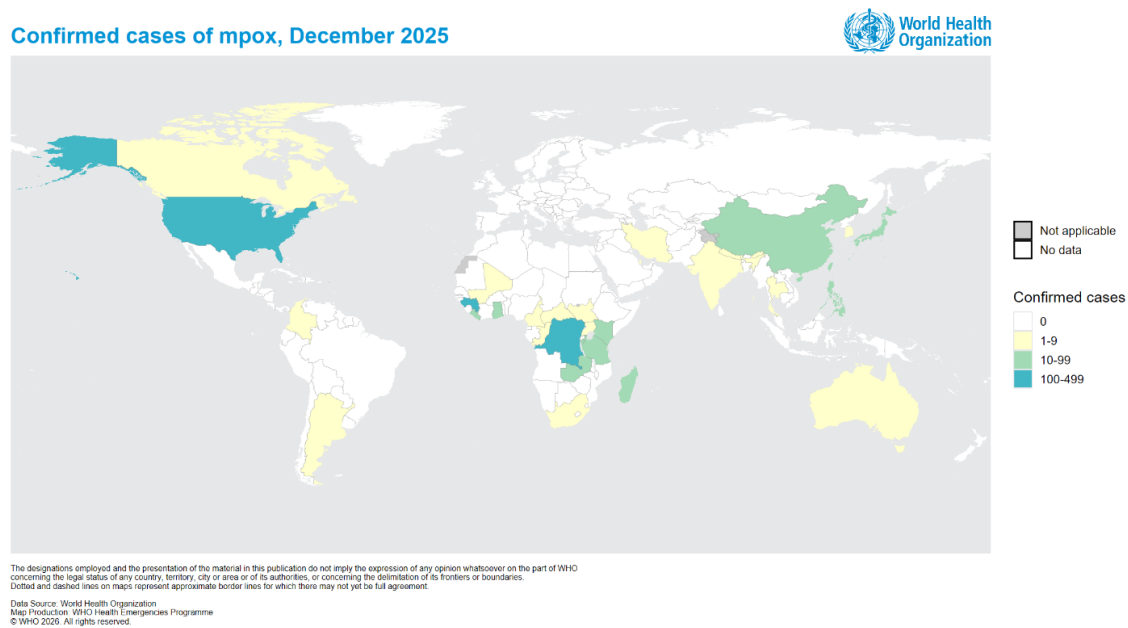 Confirmed cases of mpox, December 2025
World Health
Organization
Not applicable
No data
Confirmed cases
0
1-9
10-99
100-499
The designations employed and the presentation of the material in this publication do not imply the expression of any opinion whatsoever on the part of WHO
concerning the legal status of any country, territory, city or area or of its authorities, or concerning the delimitation of its frontiers or boundaries.
Dotted and dashed lines on maps represent approximate border lines for which there may not yet be full agreement.
Data Source: World Health Organization
Map Production: WHO Health Emergencies Programme
© WHO 2026. All rights reserved.